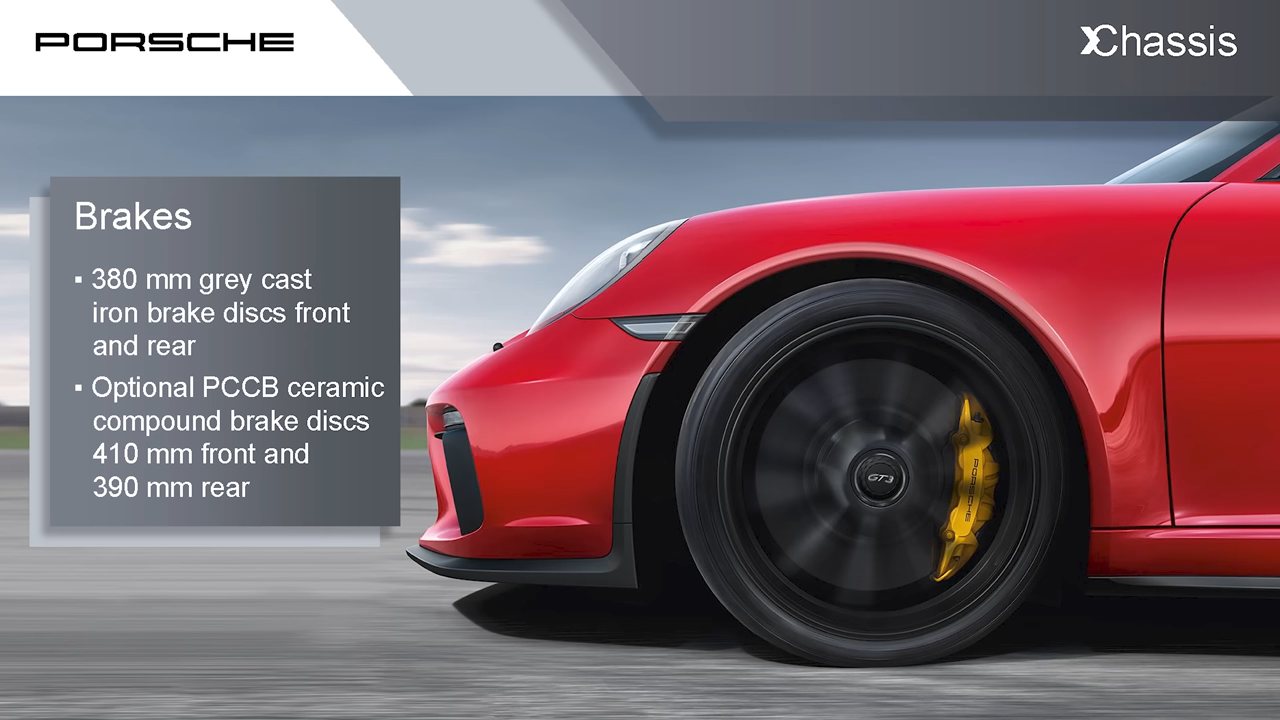 PORSCHE
Chassis
Brakes
▪ 380 mm grey cast
iron brake discs front
and rear
▪ Optional PCCB ceramic
compound brake discs
410 mm front and
390 mm rear
GT3
PORSCHE